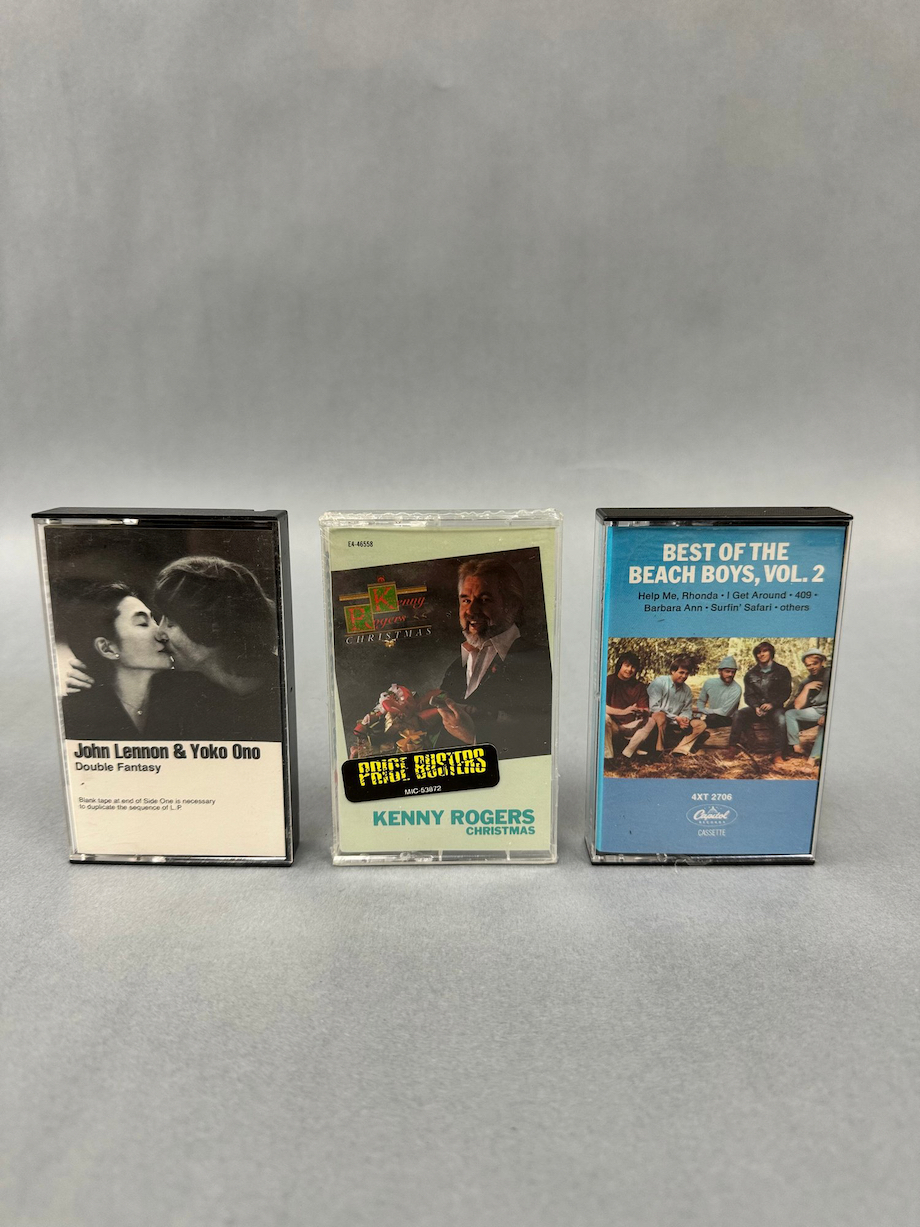 John Lennon & Yoko Ono
Double Fantasy
Blank tape at end of Side One is necessary
to duplicate the sequence of L.P.
E4-46558
Kenny
Rogers
CHRISTMAS
PRICE BUSTERS
MIC-53872
KENNY ROGERS
CHRISTMAS
BEST OF THE
BEACH BOYS, VOL. 2
Help Me, Rhonda • I Get Around • 409 •
Barbara Ann • Surfin' Safari • others
4XT 2706
Capitol
RECORDS
CASSETTE